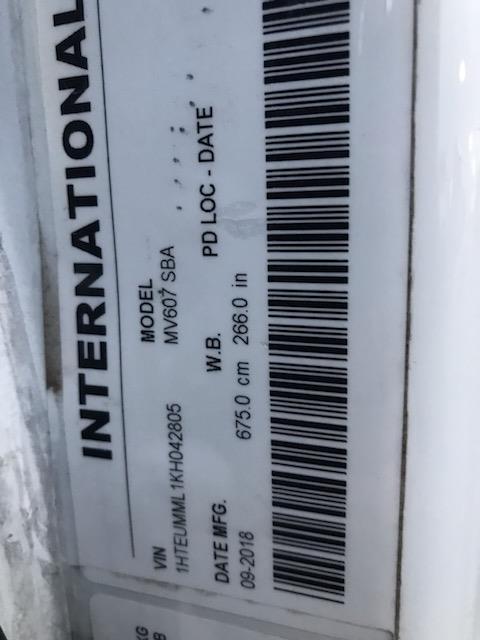 INTERNATIONAL
VIN MODEL
1HTEUMML1KH042805 MV607 SBA
DATE MFG. W.B. PD LOC - DATE
09-2018 675.0 cm 266.0 in
KG